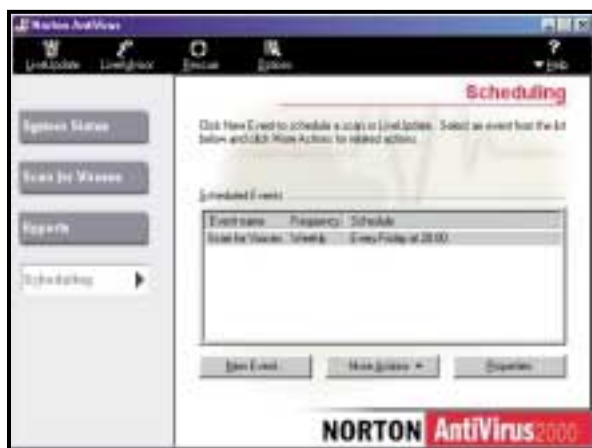 Norton AntiVirus
LiveUpdate LiveAdvisor Rescue Options Help
Scheduling
System Status
Click New Event to schedule a scan or LiveUpdate. Select an event from the list
below and click More Actions for related actions.
Scan for Viruses
Scheduled Events
Event name Frequency Schedule
Scan for Viruses Weekly Every Friday at 20:00
Reports
Scheduling
New Event More Actions Properties
NORTON AntiVirus 2000